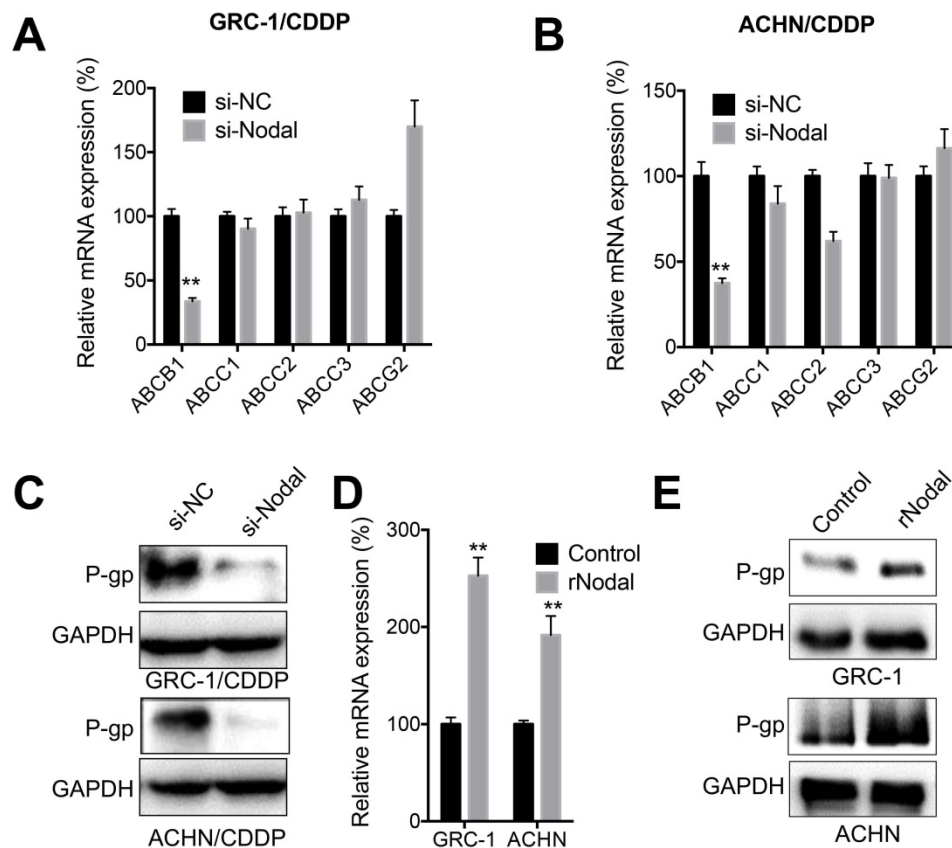 A
GRC-1/CDDP
Relative mRNA expression (%)
200
150
100
50
0
si-NC
si-Nodal
**
ABCB1
ABCC1
ABCC2
ABCC3
ABCG2
B
ACHN/CDDP
Relative mRNA expression (%)
150
100
50
0
si-NC
si-Nodal
**
ABCB1
ABCC1
ABCC2
ABCC3
ABCG2
C
si-NC
si-Nodal
P-gp
GAPDH
GRC-1/CDDP
P-gp
GAPDH
ACHN/CDDP
D
Relative mRNA expression (%)
300
200
100
0
Control
rNodal
**
**
GRC-1
ACHN
E
Control
rNodal
P-gp
GAPDH
GRC-1
P-gp
GAPDH
ACHN